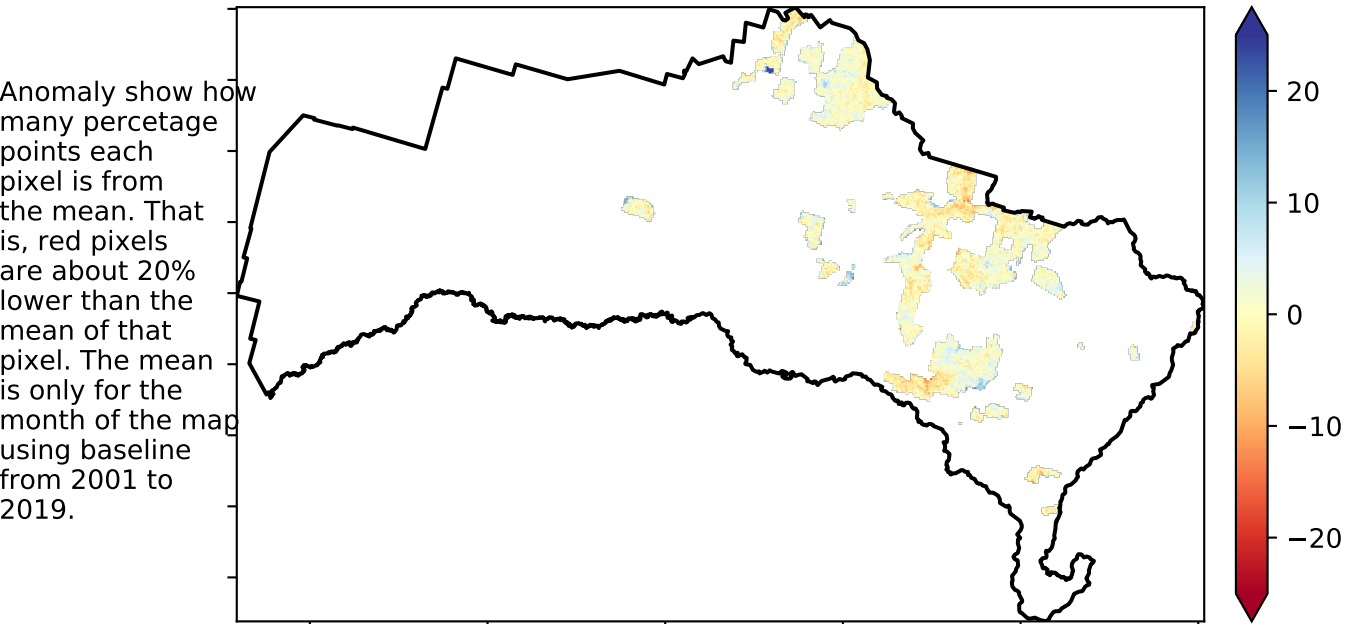 Anomaly show how
many percetage
points each
pixel is from
the mean. That
is, red pixels
are about 20%
lower than the
mean of that
pixel. The mean
is only for the
month of the map
using baseline
from 2001 to
2019.
20
10
0
−10
−20